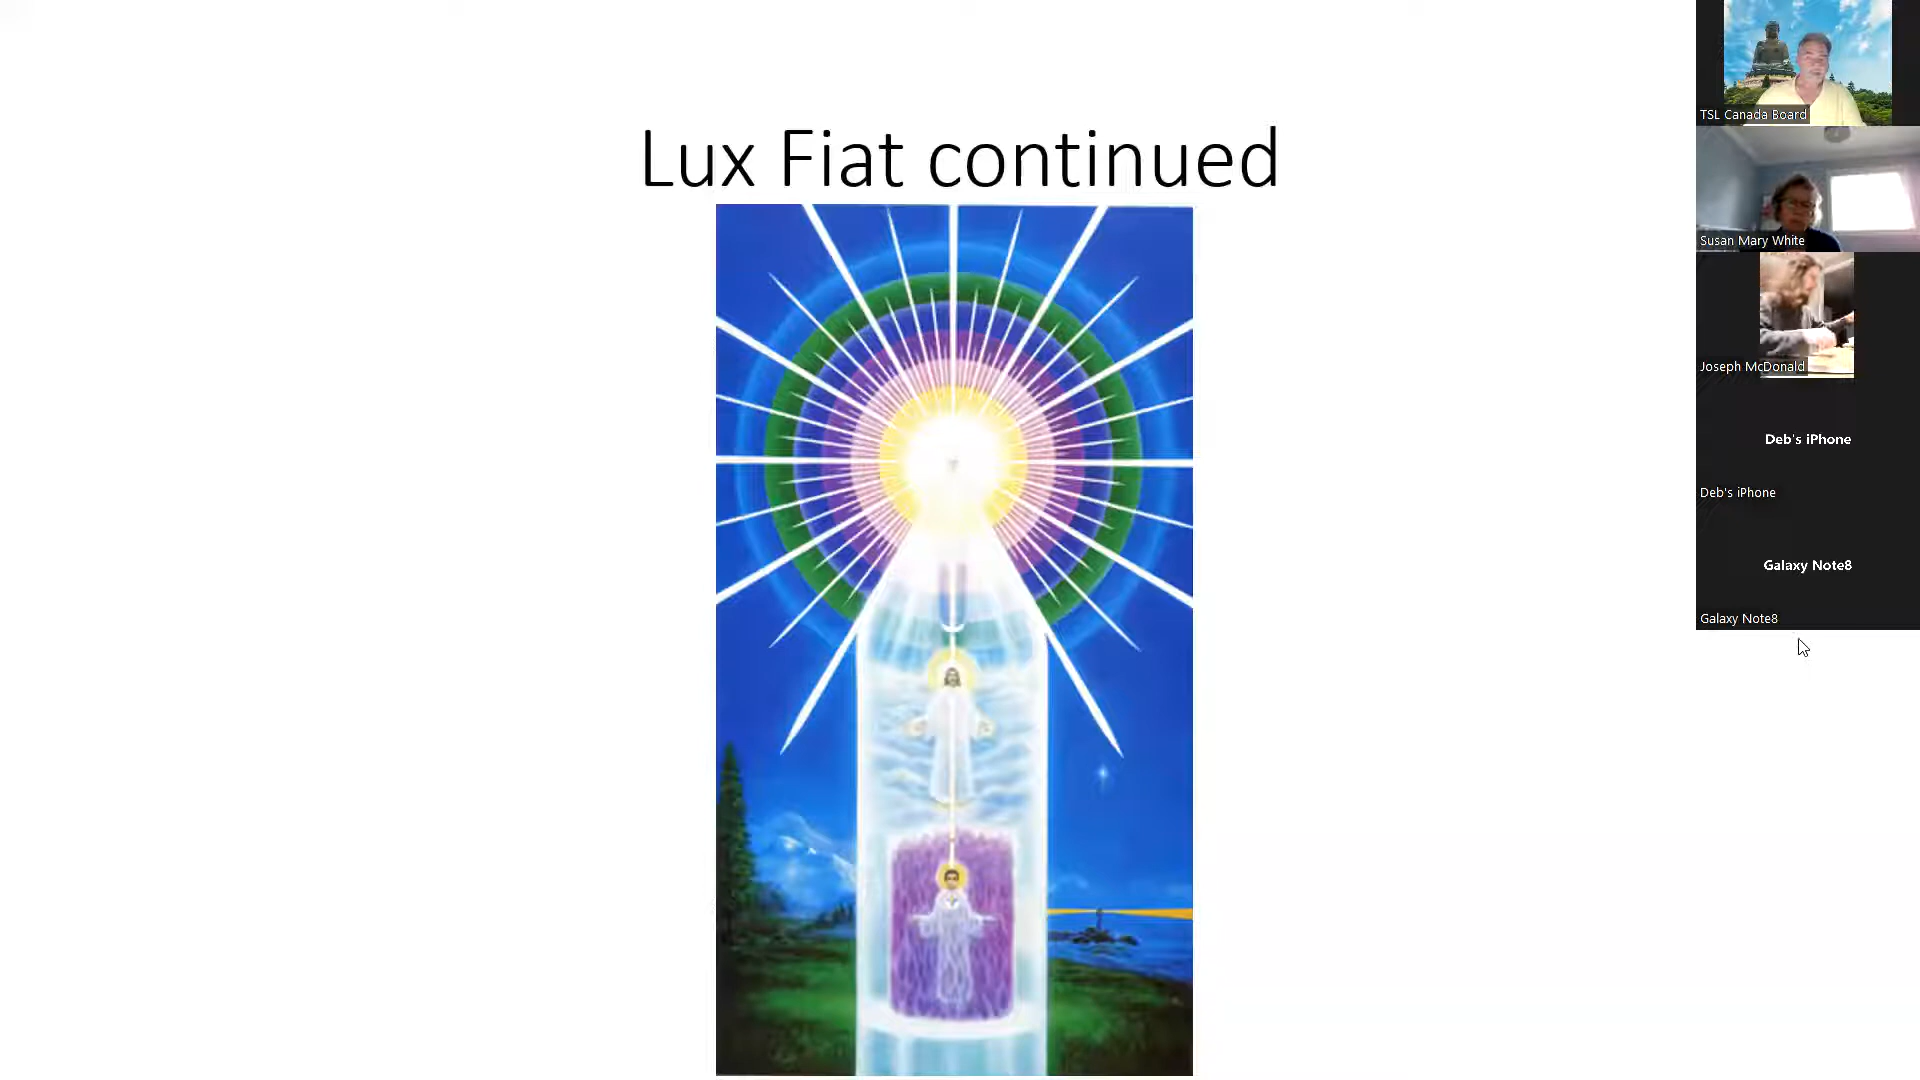 Lux Fiat continued
TSL Canada Board
Susan Mary White
Joseph McDonald
Deb's iPhone
Deb's iPhone
Galaxy Note8
Galaxy Note8